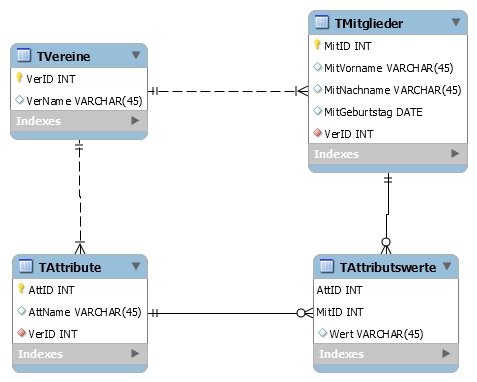 TVereine
VerID INT
VerName VARCHAR(45)
Indexes
TMitglieder
MitID INT
MitVorname VARCHAR(45)
MitNachname VARCHAR(45)
MitGeburtstag DATE
VerID INT
Indexes
TAttribute
AttID INT
AttName VARCHAR(45)
VerID INT
Indexes
TAttributswerte
AttID INT
MitID INT
Wert VARCHAR(45)
Indexes